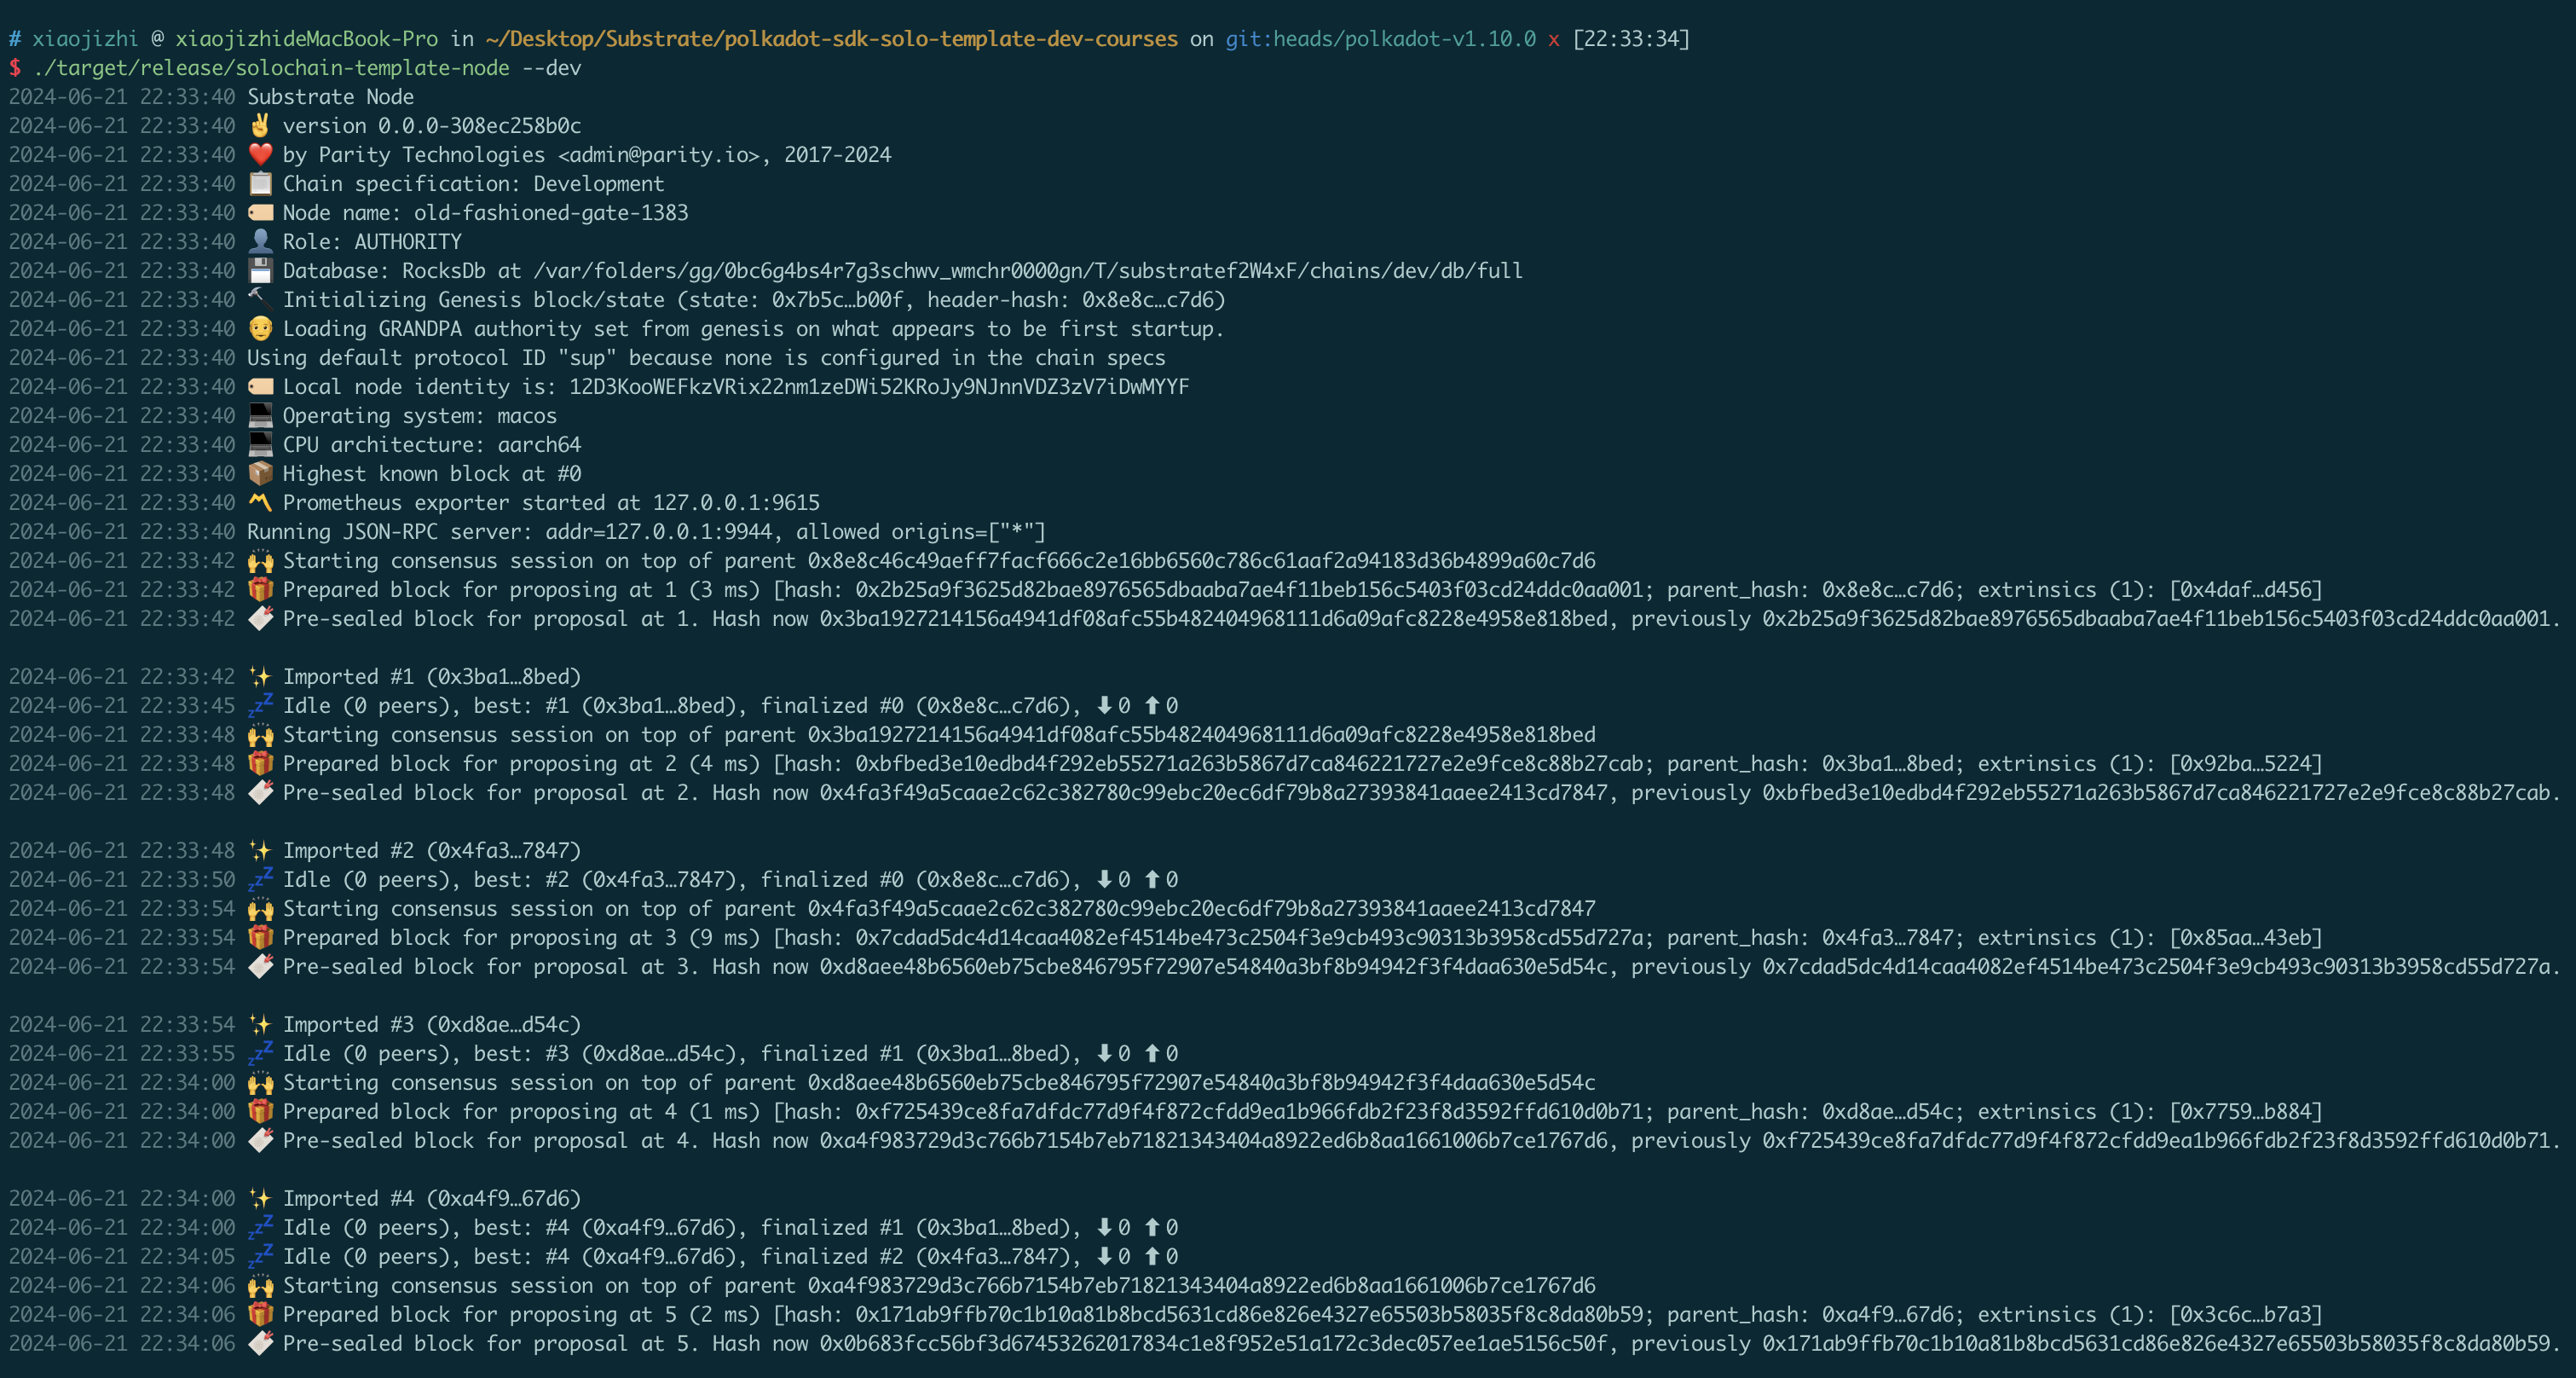 # xiaojizhi @ xiaojizhideMacBook-Pro in ~/Desktop/Substrate/polkadot-sdk-solo-template-dev-courses on git:heads/polkadot-v1.10.0 x [22:33:34]
$ ./target/release/solochain-template-node --dev
2024-06-21 22:33:40 Substrate Node
2024-06-21 22:33:40 ✌️ version 0.0.0-308ec258b0c
2024-06-21 22:33:40 ❤️ by Parity Technologies <admin@parity.io>, 2017-2024
2024-06-21 22:33:40 📋 Chain specification: Development
2024-06-21 22:33:40 🏷 Node name: old-fashioned-gate-1383
2024-06-21 22:33:40 👤 Role: AUTHORITY
2024-06-21 22:33:40 💾 Database: RocksDb at /var/folders/gg/0bc6g4bs4r7g3schwv_wmchr0000gn/T/substratef2W4xF/chains/dev/db/full
2024-06-21 22:33:40 🔨 Initializing Genesis block/state (state: 0x7b5c…b00f, header-hash: 0x8e8c…c7d6)
2024-06-21 22:33:40 👴 Loading GRANDPA authority set from genesis on what appears to be first startup.
2024-06-21 22:33:40 Using default protocol ID "sup" because none is configured in the chain specs
2024-06-21 22:33:40 🏷 Local node identity is: 12D3KooWEFkzVRix22nm1zeDWi52KRoJy9NJnnVDZ3zV7iDwMYYF
2024-06-21 22:33:40 💻 Operating system: macos
2024-06-21 22:33:40 💻 CPU architecture: aarch64
2024-06-21 22:33:40 📦 Highest known block at #0
2024-06-21 22:33:40 〽️ Prometheus exporter started at 127.0.0.1:9615
2024-06-21 22:33:40 Running JSON-RPC server: addr=127.0.0.1:9944, allowed origins=["*"]
2024-06-21 22:33:42 🙌 Starting consensus session on top of parent 0x8e8c46c49aeff7facf666c2e16bb6560c786c61aaf2a94183d36b4899a60c7d6
2024-06-21 22:33:42 🎁 Prepared block for proposing at 1 (3 ms) [hash: 0x2b25a9f3625d82bae8976565dbaaba7ae4f11beb156c5403f03cd24ddc0aa001; parent_hash: 0x8e8c…c7d6; extrinsics (1): [0x4daf…d456]
2024-06-21 22:33:42 🔖 Pre-sealed block for proposal at 1. Hash now 0x3ba1927214156a4941df08afc55b482404968111d6a09afc8228e4958e818bed, previously 0x2b25a9f3625d82bae8976565dbaaba7ae4f11beb156c5403f03cd24ddc0aa001.
2024-06-21 22:33:42 ✨ Imported #1 (0x3ba1…8bed)
2024-06-21 22:33:45 💤 Idle (0 peers), best: #1 (0x3ba1…8bed), finalized #0 (0x8e8c…c7d6), ⬇ 0 ⬆ 0
2024-06-21 22:33:48 🙌 Starting consensus session on top of parent 0x3ba1927214156a4941df08afc55b482404968111d6a09afc8228e4958e818bed
2024-06-21 22:33:48 🎁 Prepared block for proposing at 2 (4 ms) [hash: 0xbfbed3e10edbd4f292eb55271a263b5867d7ca846221727e2e9fce8c88b27cab; parent_hash: 0x3ba1…8bed; extrinsics (1): [0x92ba…5224]
2024-06-21 22:33:48 🔖 Pre-sealed block for proposal at 2. Hash now 0x4fa3f49a5caae2c62c382780c99ebc20ec6df79b8a27393841aaee2413cd7847, previously 0xbfbed3e10edbd4f292eb55271a263b5867d7ca846221727e2e9fce8c88b27cab.
2024-06-21 22:33:48 ✨ Imported #2 (0x4fa3…7847)
2024-06-21 22:33:50 💤 Idle (0 peers), best: #2 (0x4fa3…7847), finalized #0 (0x8e8c…c7d6), ⬇ 0 ⬆ 0
2024-06-21 22:33:54 🙌 Starting consensus session on top of parent 0x4fa3f49a5caae2c62c382780c99ebc20ec6df79b8a27393841aaee2413cd7847
2024-06-21 22:33:54 🎁 Prepared block for proposing at 3 (9 ms) [hash: 0x7cdad5dc4d14caa4082ef4514be473c2504f3e9cb493c90313b3958cd55d727a; parent_hash: 0x4fa3…7847; extrinsics (1): [0x85aa…43eb]
2024-06-21 22:33:54 🔖 Pre-sealed block for proposal at 3. Hash now 0xd8aee48b6560eb75cbe846795f72907e54840a3bf8b94942f3f4daa630e5d54c, previously 0x7cdad5dc4d14caa4082ef4514be473c2504f3e9cb493c90313b3958cd55d727a.
2024-06-21 22:33:54 ✨ Imported #3 (0xd8ae…d54c)
2024-06-21 22:33:55 💤 Idle (0 peers), best: #3 (0xd8ae…d54c), finalized #1 (0x3ba1…8bed), ⬇ 0 ⬆ 0
2024-06-21 22:34:00 🙌 Starting consensus session on top of parent 0xd8aee48b6560eb75cbe846795f72907e54840a3bf8b94942f3f4daa630e5d54c
2024-06-21 22:34:00 🎁 Prepared block for proposing at 4 (1 ms) [hash: 0xf725439ce8fa7dfdc77d9f4f872cfdd9ea1b966fdb2f23f8d3592ffd610d0b71; parent_hash: 0xd8ae…d54c; extrinsics (1): [0x7759…b884]
2024-06-21 22:34:00 🔖 Pre-sealed block for proposal at 4. Hash now 0xa4f983729d3c766b7154b7eb71821343404a8922ed6b8aa1661006b7ce1767d6, previously 0xf725439ce8fa7dfdc77d9f4f872cfdd9ea1b966fdb2f23f8d3592ffd610d0b71.
2024-06-21 22:34:00 ✨ Imported #4 (0xa4f9…67d6)
2024-06-21 22:34:00 💤 Idle (0 peers), best: #4 (0xa4f9…67d6), finalized #1 (0x3ba1…8bed), ⬇ 0 ⬆ 0
2024-06-21 22:34:05 💤 Idle (0 peers), best: #4 (0xa4f9…67d6), finalized #2 (0x4fa3…7847), ⬇ 0 ⬆ 0
2024-06-21 22:34:06 🙌 Starting consensus session on top of parent 0xa4f983729d3c766b7154b7eb71821343404a8922ed6b8aa1661006b7ce1767d6
2024-06-21 22:34:06 🎁 Prepared block for proposing at 5 (2 ms) [hash: 0x171ab9ffb70c1b10a81b8bcd5631cd86e826e4327e65503b58035f8c8da80b59; parent_hash: 0xa4f9…67d6; extrinsics (1): [0x3c6c…b7a3]
2024-06-21 22:34:06 🔖 Pre-sealed block for proposal at 5. Hash now 0x0b683fcc56bf3d67453262017834c1e8f952e51a172c3dec057ee1ae5156c50f, previously 0x171ab9ffb70c1b10a81b8bcd5631cd86e826e4327e65503b58035f8c8da80b59.